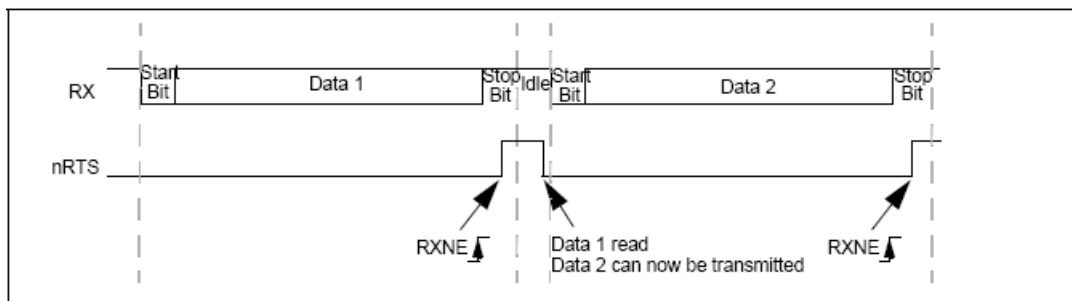 RX
Start Bit
Data 1
Stop Bit
Idle
Start Bit
Data 2
Stop Bit
nRTS
RXNE
Data 1 read
Data 2 can now be transmitted
RXNE